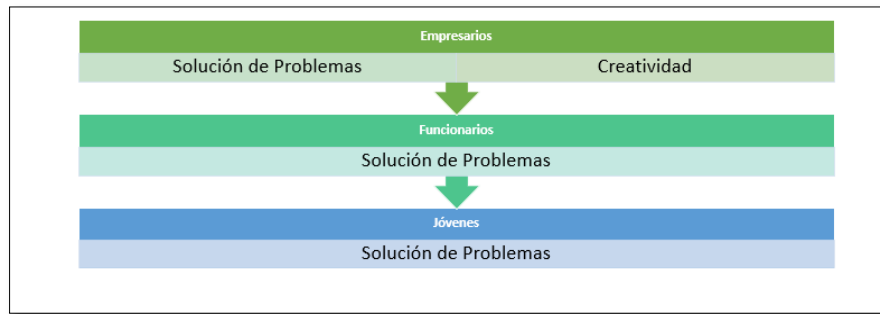 Empresarios
Solución de Problemas Creatividad
Funcionarios
Solución de Problemas
Jóvenes
Solución de Problemas